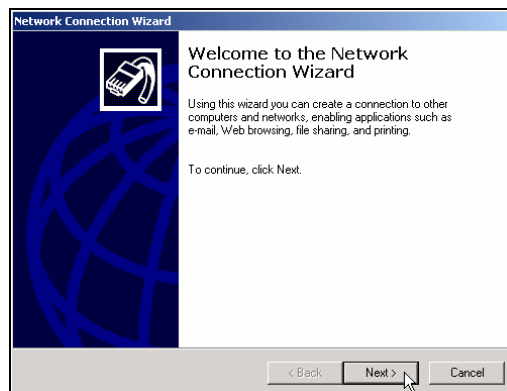 Network Connection Wizard
Welcome to the Network
Connection Wizard
Using this wizard you can create a connection to other
computers and networks, enabling applications such as
e-mail, Web browsing, file sharing, and printing.
To continue, click Next.
< Back
Next >
Cancel